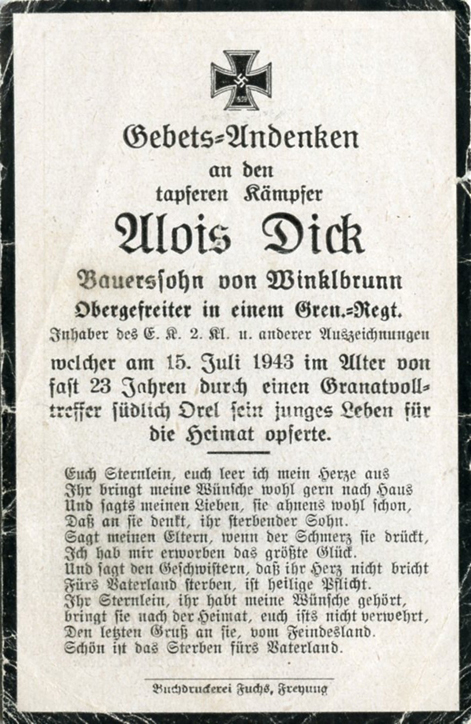 Gebets-Andenken
an den
tapferen Kämpfer
Alois Dick
Bauerssohn von Winklbrunn
Obergefreiter in einem Gren.-Regt.
Inhaber des E. K. 2. Kl. u. anderer Auszeichnungen
welcher am 15. Juli 1943 im Alter von
fast 23 Jahren durch einen Granatvoll-
treffer südlich Orel sein junges Leben für
die Heimat opferte.
Euch Sternlein, euch leer ich mein Herze aus
Ihr bringt meine Wünsche wohl gern nach Haus
Und sagts meinen Lieben, sie ahnens wohl schon,
Daß an sie denkt, ihr sterbender Sohn.
Sagt meinen Eltern, wenn der Schmerz sie drückt,
Ich hab mir erworben das größte Glück.
Und sagt den Geschwistern, daß ihr Herz nicht bricht
Fürs Vaterland sterben, ist heilige Pflicht.
Ihr Sternlein, ihr habt meine Wünsche gehört,
bringt sie nach der Heimat, euch ists nicht verwehrt,
Den letzten Gruß an sie, vom Feindesland.
Schön ist das Sterben fürs Vaterland.
Buchdruckerei Fuchs, Freyung